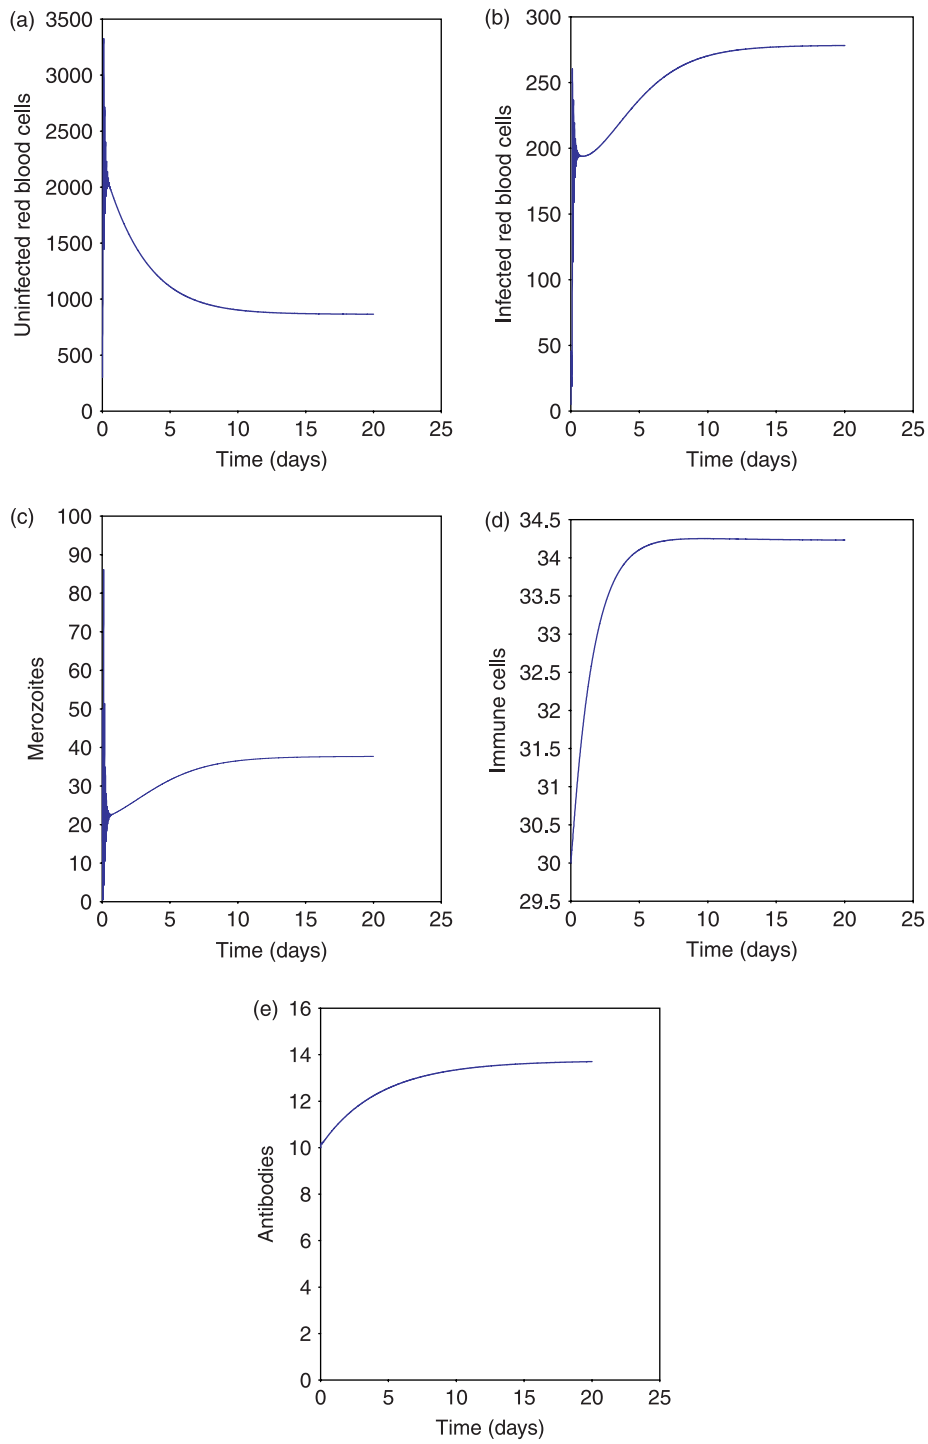 (a)
3500
3000
2500
2000
1500
1000
500
0
Uninfected red blood cells
0 5 10 15 20 25
Time (days)
(b)
300
250
200
150
100
50
0
Infected red blood cells
0 5 10 15 20 25
Time (days)
(c)
100
90
80
70
60
50
40
30
20
10
0
Merozoites
0 5 10 15 20 25
Time (days)
(d)
34.5
34
33.5
33
32.5
32
31.5
31
30.5
30
29.5
Immune cells
0 5 10 15 20 25
Time (days)
(e)
16
14
12
10
8
6
4
2
0
Antibodies
0 5 10 15 20 25
Time (days)